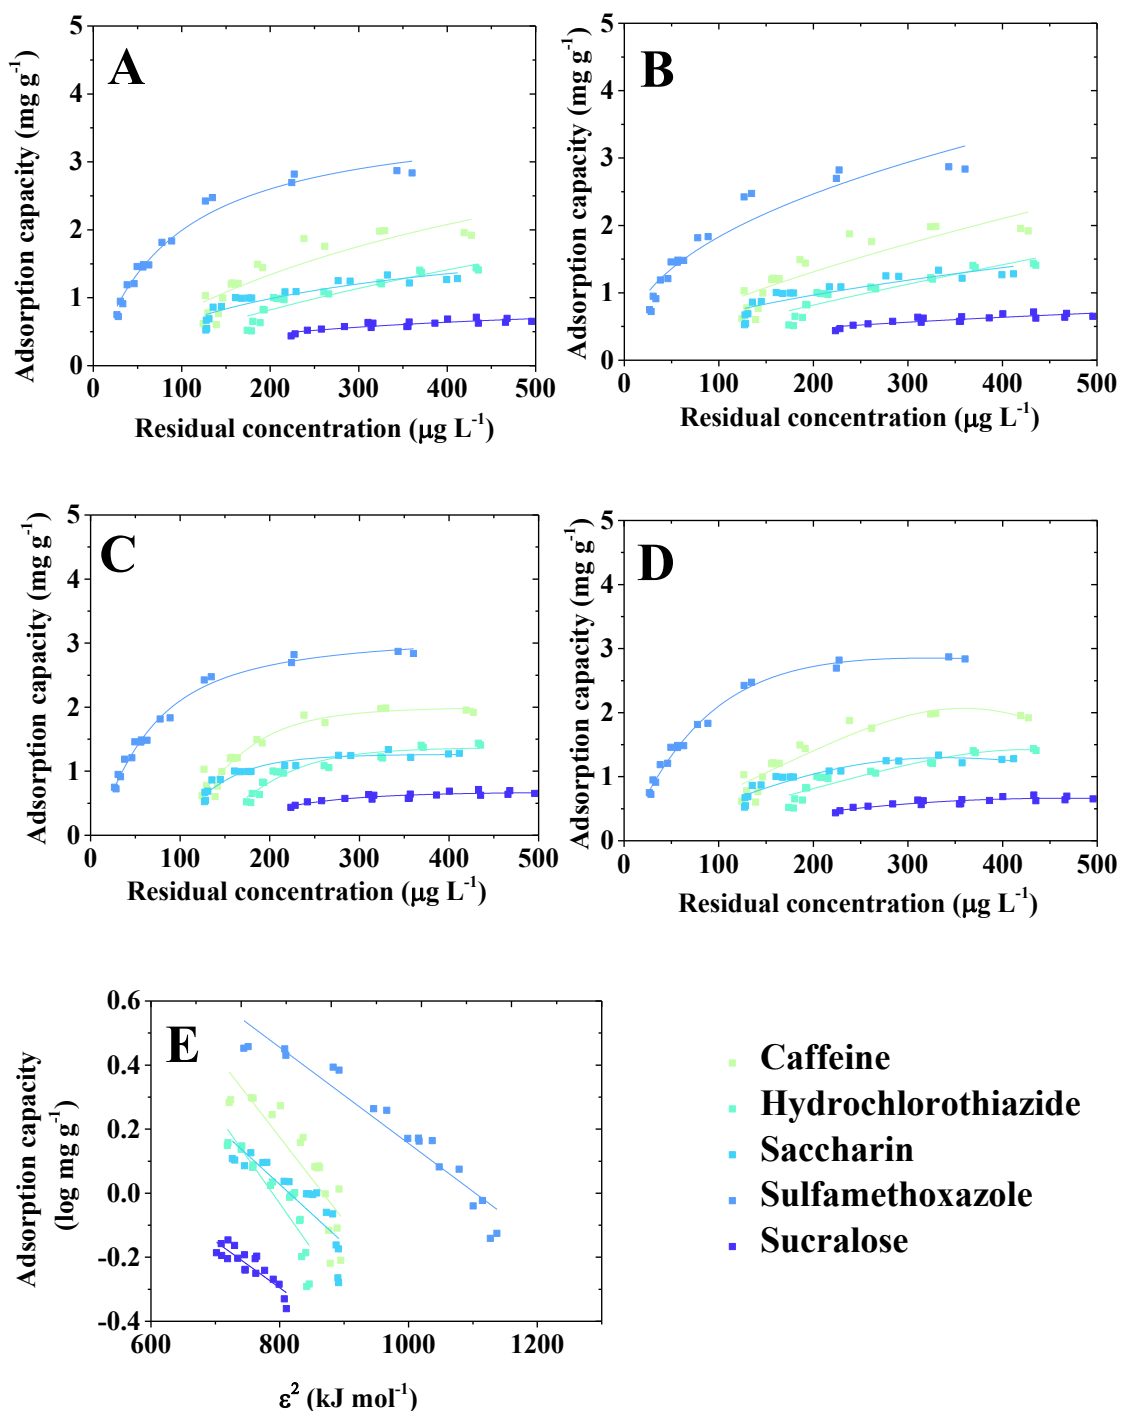 A
Adsorption capacity (mg g⁻¹)
5
4
3
2
1
0
0 100 200 300 400 500
Residual concentration (μg L⁻¹)
B
Adsorption capacity (mg g⁻¹)
5
4
3
2
1
0
0 100 200 300 400 500
Residual concentration (μg L⁻¹)
C
Adsorption capacity (mg g⁻¹)
5
4
3
2
1
0
0 100 200 300 400 500
Residual concentration (μg L⁻¹)
D
Adsorption capacity (mg g⁻¹)
5
4
3
2
1
0
0 100 200 300 400 500
Residual concentration (μg L⁻¹)
E
Adsorption capacity
(log mg g⁻¹)
0.6
0.4
0.2
0.0
-0.2
-0.4
600 800 1000 1200
ε² (kJ mol⁻¹)
Caffeine
Hydrochlorothiazide
Saccharin
Sulfamethoxazole
Sucralose